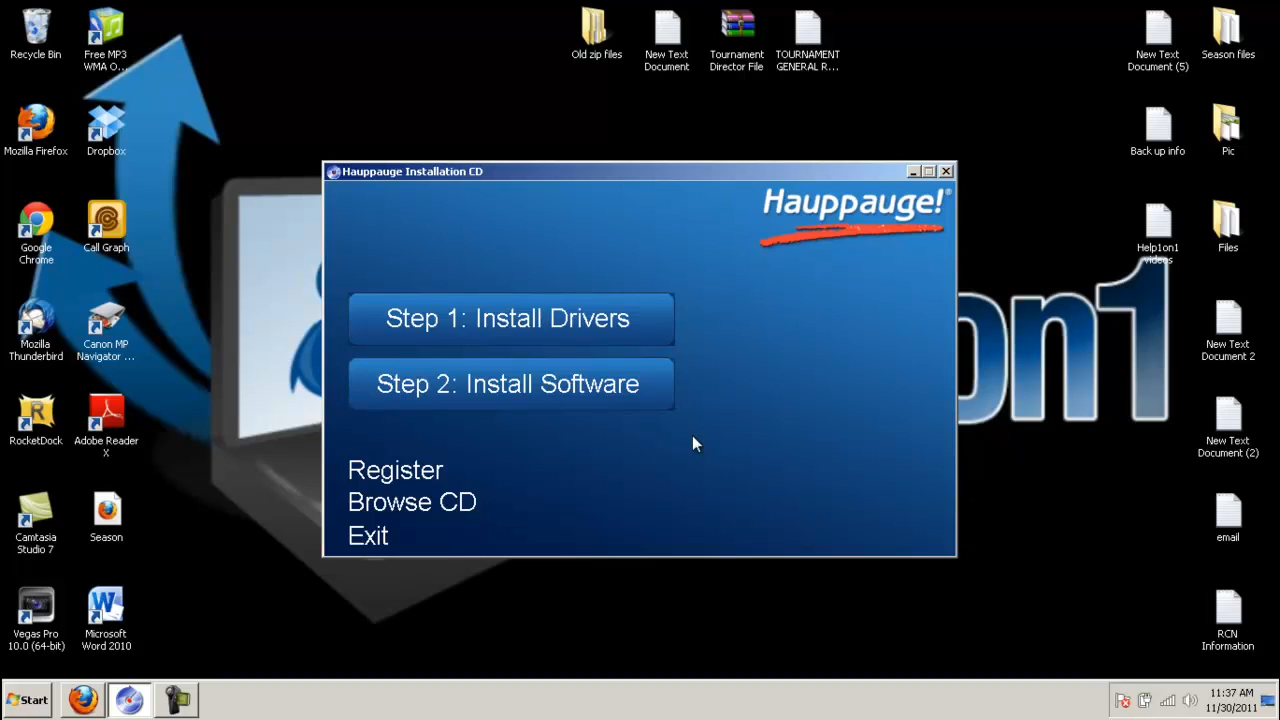 Recycle Bin
Free MP3
WMA O...
Old zip files
New Text
Document
Tournament
Director File
TOURNAMENT
GENERAL R...
New Text
Document (5)
Season files
Mozilla Firefox
Dropbox
Back up info
Pic
Hauppauge Installation CD
Hauppauge!®
Google
Chrome
Call Graph
Help1on1
videos
Files
Step 1: Install Drivers
Step 2: Install Software
on1
Mozilla
Thunderbird
Canon MP
Navigator ...
New Text
Document 2
RocketDock
Adobe Reader
X
New Text
Document (2)
Register
Browse CD
Exit
Camtasia
Studio 7
Season
email
Vegas Pro
10.0 (64-bit)
Microsoft
Word 2010
RCN
Information
Start
11:37 AM
11/30/2011